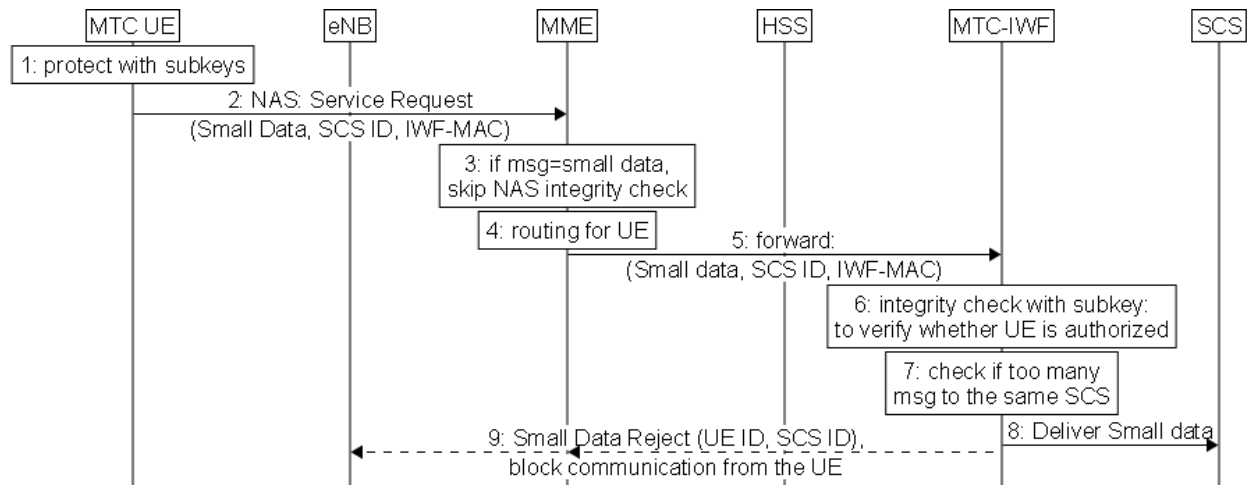 MTC UE
eNB
MME
HSS
MTC-IWF
SCS
1: protect with subkeys
2: NAS: Service Request
(Small Data, SCS ID, IWF-MAC)
3: if msg=small data,
skip NAS integrity check
4: routing for UE
5: forward:
(Small data, SCS ID, IWF-MAC)
6: integrity check with subkey:
to verify whether UE is authorized
7: check if too many
msg to the same SCS
8: Deliver Small data
9: Small Data Reject (UE ID, SCS ID),
block communication from the UE